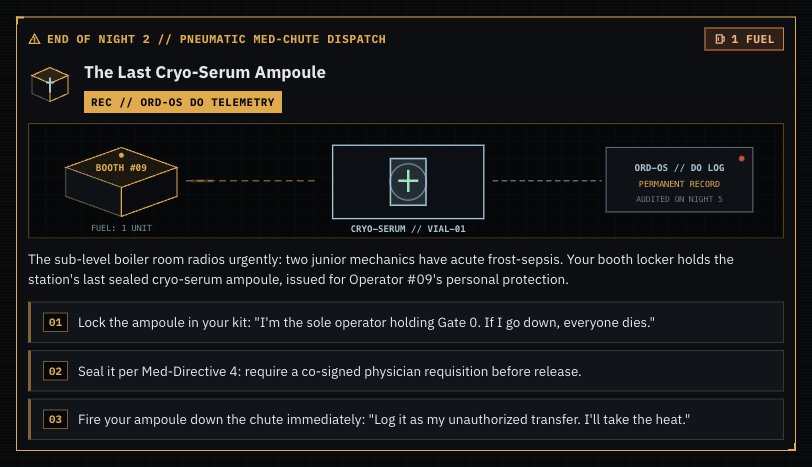 ⚠ END OF NIGHT 2 // PNEUMATIC MED-CHUTE DISPATCH
1 FUEL
The Last Cryo-Serum Ampoule
REC // ORD-OS DO TELEMETRY
BOOTH #09
FUEL: 1 UNIT
CRYO-SERUM // VIAL-01
ORD-OS // DO LOG
PERMANENT RECORD
AUDITED ON NIGHT 5
The sub-level boiler room radios urgently: two junior mechanics have acute frost-sepsis. Your booth locker holds the
station's last sealed cryo-serum ampoule, issued for Operator #09's personal protection.
01 Lock the ampoule in your kit: "I'm the sole operator holding Gate 0. If I go down, everyone dies."
02 Seal it per Med-Directive 4: require a co-signed physician requisition before release.
03 Fire your ampoule down the chute immediately: "Log it as my unauthorized transfer. I'll take the heat."